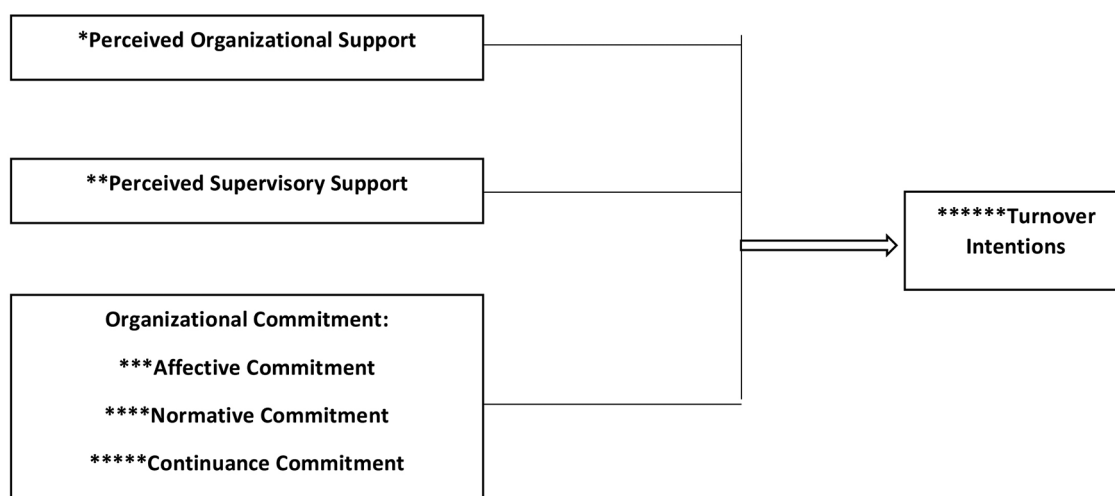 *Perceived Organizational Support
**Perceived Supervisory Support
******Turnover
Intentions
Organizational Commitment:
***Affective Commitment
****Normative Commitment
*****Continuance Commitment